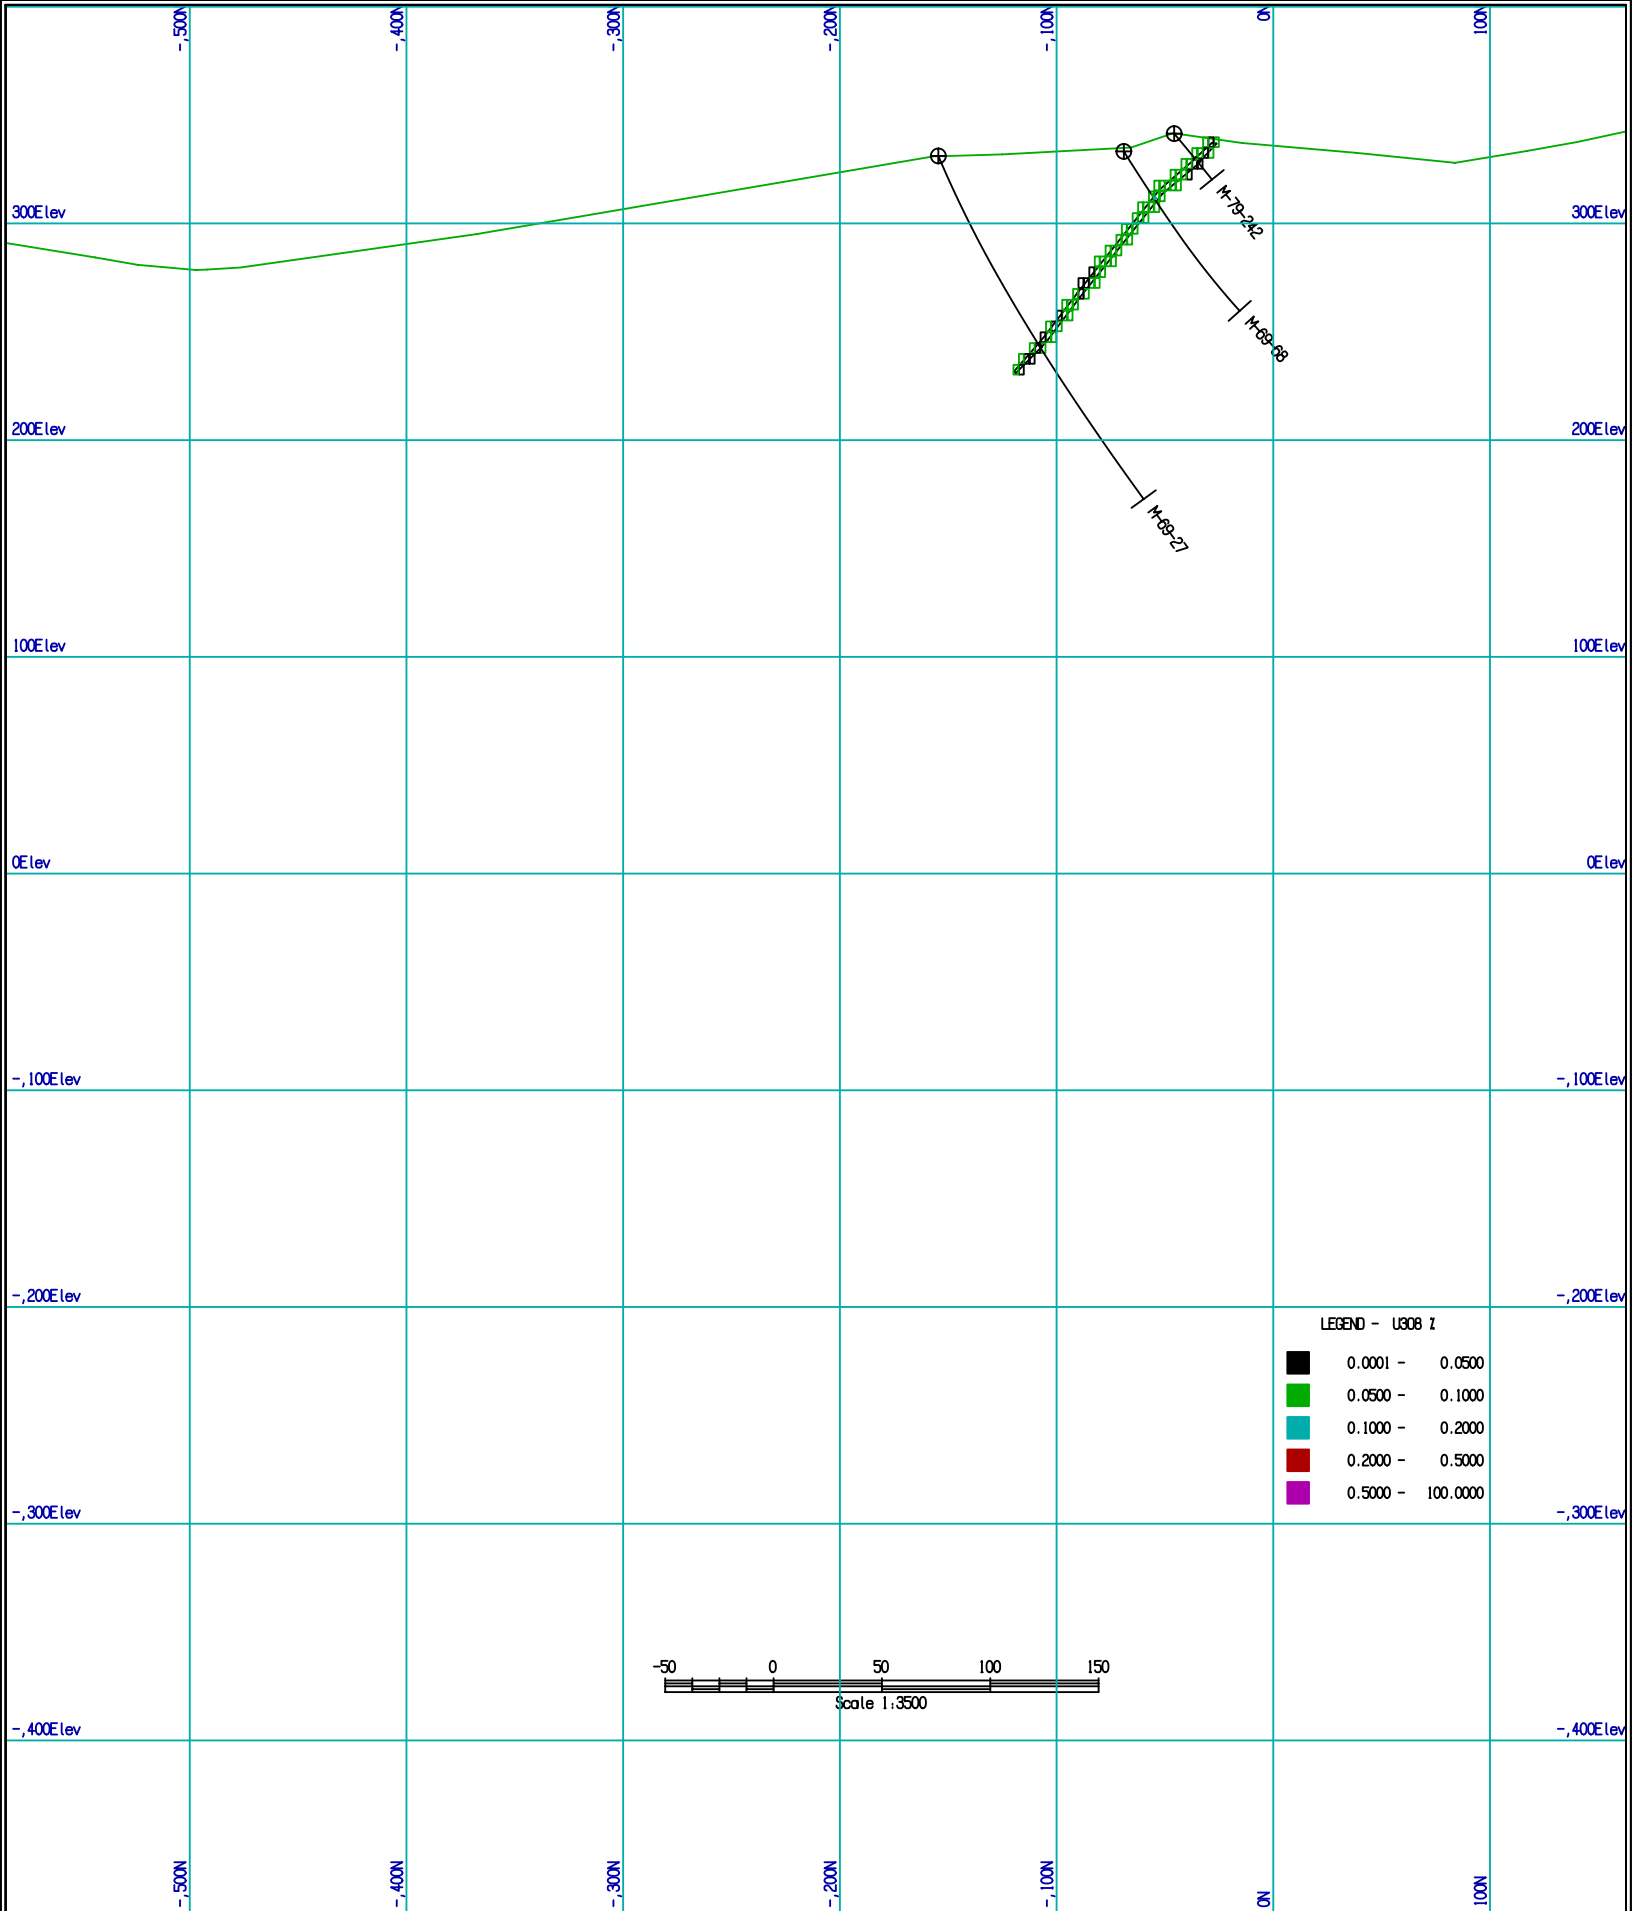 -,500N
-,400N
-,300N
-,200N
-,100N
0N
100N
M-79-242
300Elev
300Elev
M-69-68
200Elev
200Elev
M-69-27
100Elev
100Elev
0Elev
0Elev
-,100Elev
-,100Elev
-,200Elev
-,200Elev
LEGEND - U3O8 %
0.0001 - 0.0500
0.0500 - 0.1000
0.1000 - 0.2000
0.2000 - 0.5000
0.5000 - 100.0000
-,300Elev
-,300Elev
-50 0 50 100 150
Scale 1:3500
-,400Elev
-,400Elev
-,500N
-,400N
-,300N
-,200N
-,100N
0N
100N